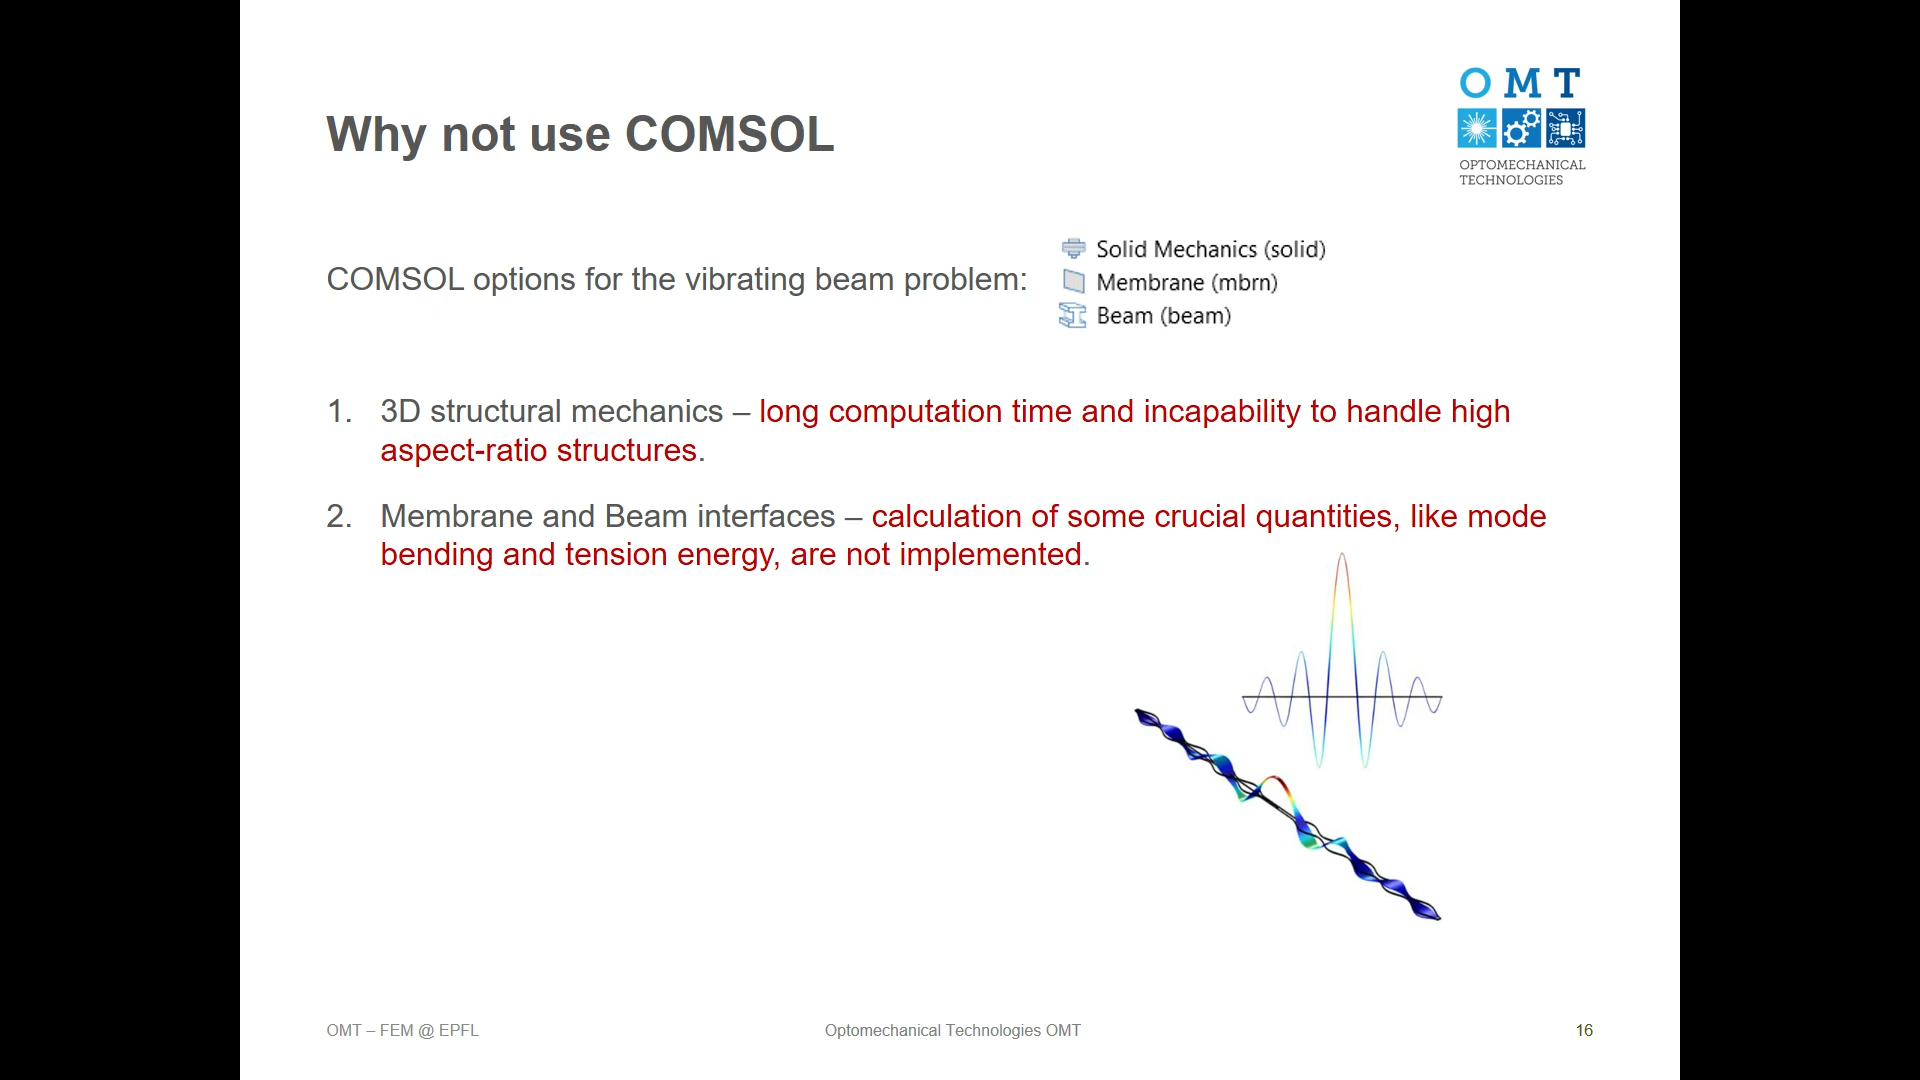 OMT
OPTOMECHANICAL
TECHNOLOGIES
Why not use COMSOL
COMSOL options for the vibrating beam problem:
Solid Mechanics (solid)
Membrane (mbrn)
Beam (beam)
1. 3D structural mechanics – long computation time and incapability to handle high
aspect-ratio structures.
2. Membrane and Beam interfaces – calculation of some crucial quantities, like mode
bending and tension energy, are not implemented.
OMT – FEM @ EPFL
Optomechanical Technologies OMT
16